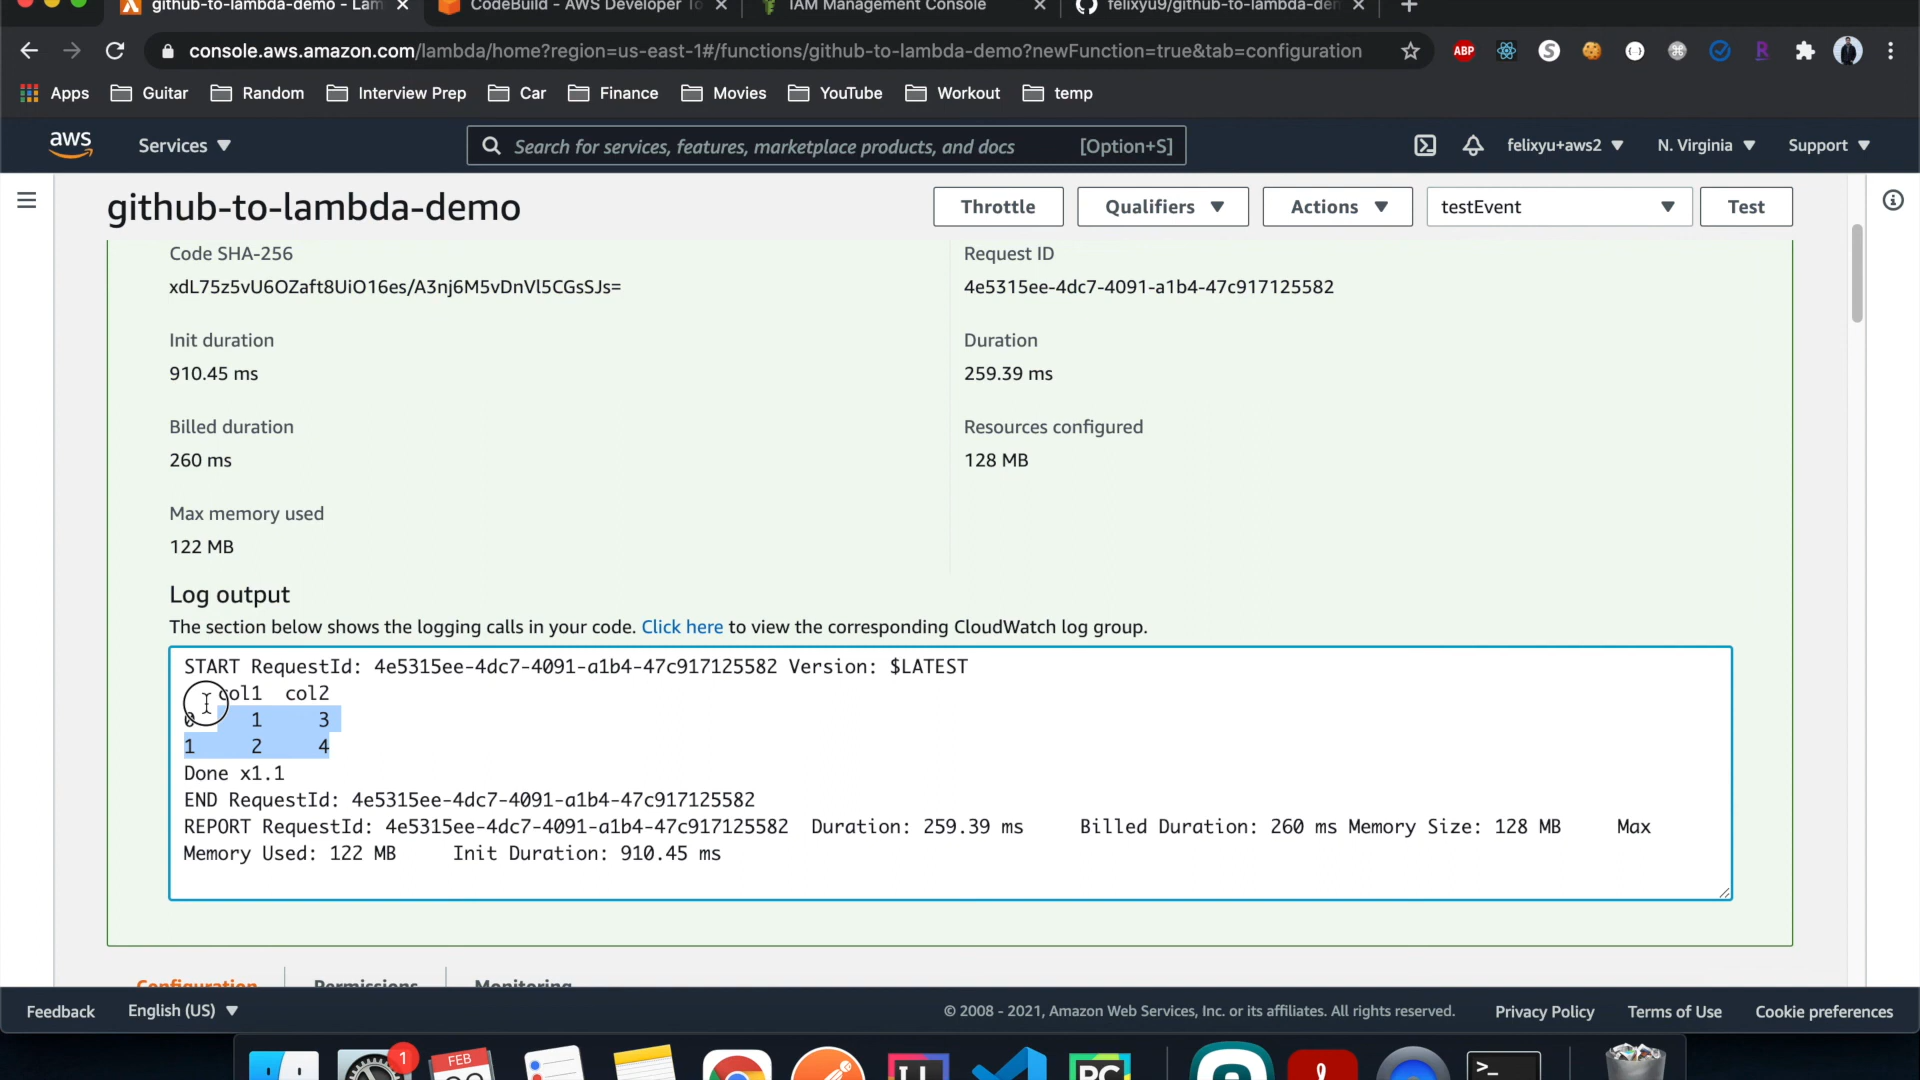 github-to-lambda-demo - Lam
CodeBuild - AWS Developer To
IAM Management Console
felixyu9/github-to-lambda-den
console.aws.amazon.com/lambda/home?region=us-east-1#/functions/github-to-lambda-demo?newFunction=true&tab=configuration
ABP
Apps
Guitar
Random
Interview Prep
Car
Finance
Movies
YouTube
Workout
temp
aws
Services
Search for services, features, marketplace products, and docs
[Option+S]
felixyu+aws2
N. Virginia
Support
github-to-lambda-demo
Throttle
Qualifiers
Actions
testEvent
Test
Code SHA-256
Request ID
xdL75z5vU6OZaft8UiO16es/A3nj6M5vDnVl5CGsSJs=
4e5315ee-4dc7-4091-a1b4-47c917125582
Init duration
Duration
910.45 ms
259.39 ms
Billed duration
Resources configured
260 ms
128 MB
Max memory used
122 MB
Log output
The section below shows the logging calls in your code. Click here to view the corresponding CloudWatch log group.
START RequestId: 4e5315ee-4dc7-4091-a1b4-47c917125582 Version: $LATEST
col1 col2
0 1 3
1 2 4
Done x1.1
END RequestId: 4e5315ee-4dc7-4091-a1b4-47c917125582
REPORT RequestId: 4e5315ee-4dc7-4091-a1b4-47c917125582 Duration: 259.39 ms Billed Duration: 260 ms Memory Size: 128 MB Max
Memory Used: 122 MB Init Duration: 910.45 ms
Configuration
Permissions
Monitoring
Feedback
English (US)
© 2008 - 2021, Amazon Web Services, Inc. or its affiliates. All rights reserved.
Privacy Policy
Terms of Use
Cookie preferences
1
FEB
PC
>_